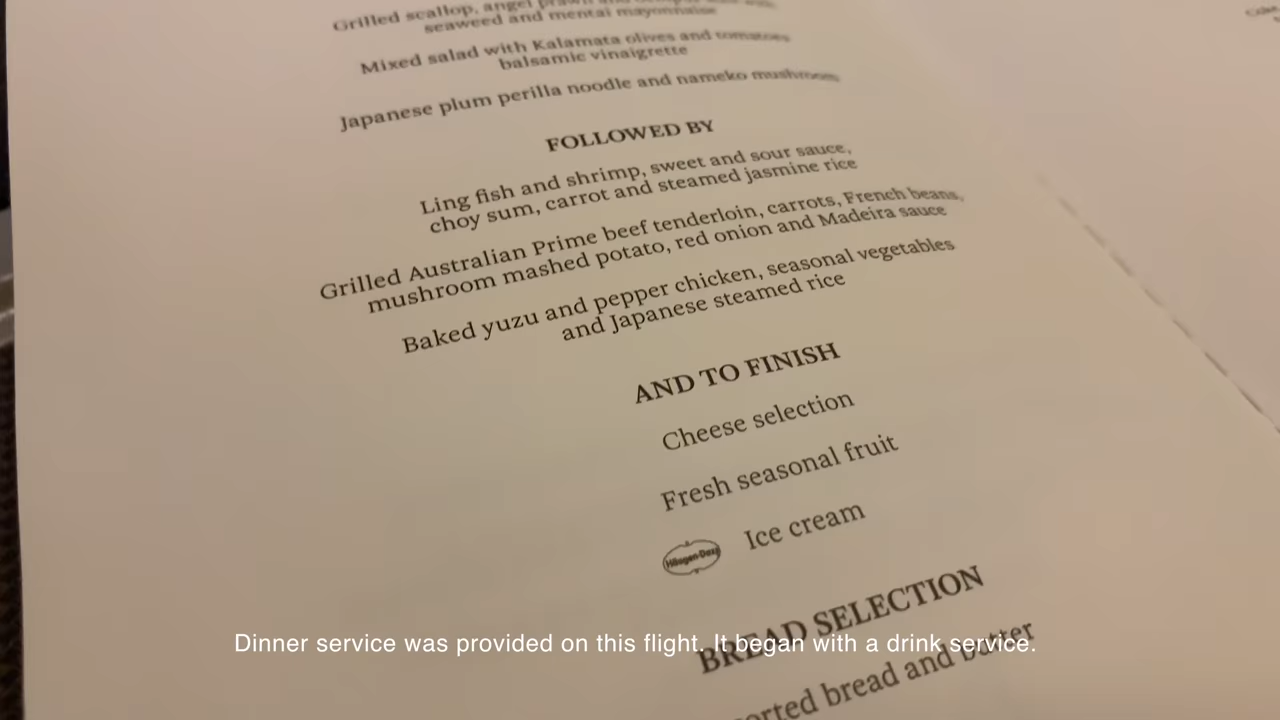 Grilled scallop, angel prawn and
seaweed and mentai mayonnaise
Mixed salad with Kalamata olives and tomatoes
balsamic vinaigrette
Japanese plum perilla noodle and nameko mushroom
FOLLOWED BY
Ling fish and shrimp, sweet and sour sauce,
choy sum, carrot and steamed jasmine rice
Grilled Australian Prime beef tenderloin, carrots, French beans,
mushroom mashed potato, red onion and Madeira sauce
Baked yuzu and pepper chicken, seasonal vegetables
and Japanese steamed rice
AND TO FINISH
Cheese selection
Fresh seasonal fruit
Häagen-Dazs Ice cream
BREAD SELECTION
orted bread and butter
Dinner service was provided on this flight. It began with a drink service.